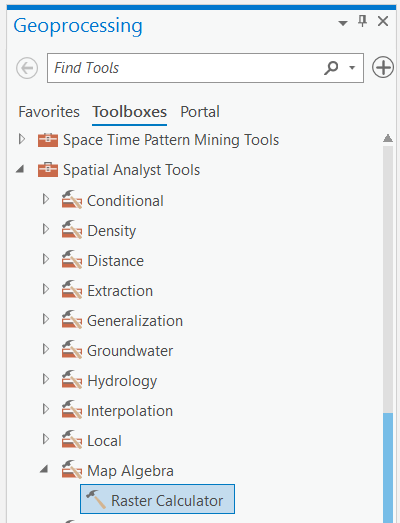 Geoprocessing
Find Tools
Favorites Toolboxes Portal
Space Time Pattern Mining Tools
Spatial Analyst Tools
Conditional
Density
Distance
Extraction
Generalization
Groundwater
Hydrology
Interpolation
Local
Map Algebra
Raster Calculator